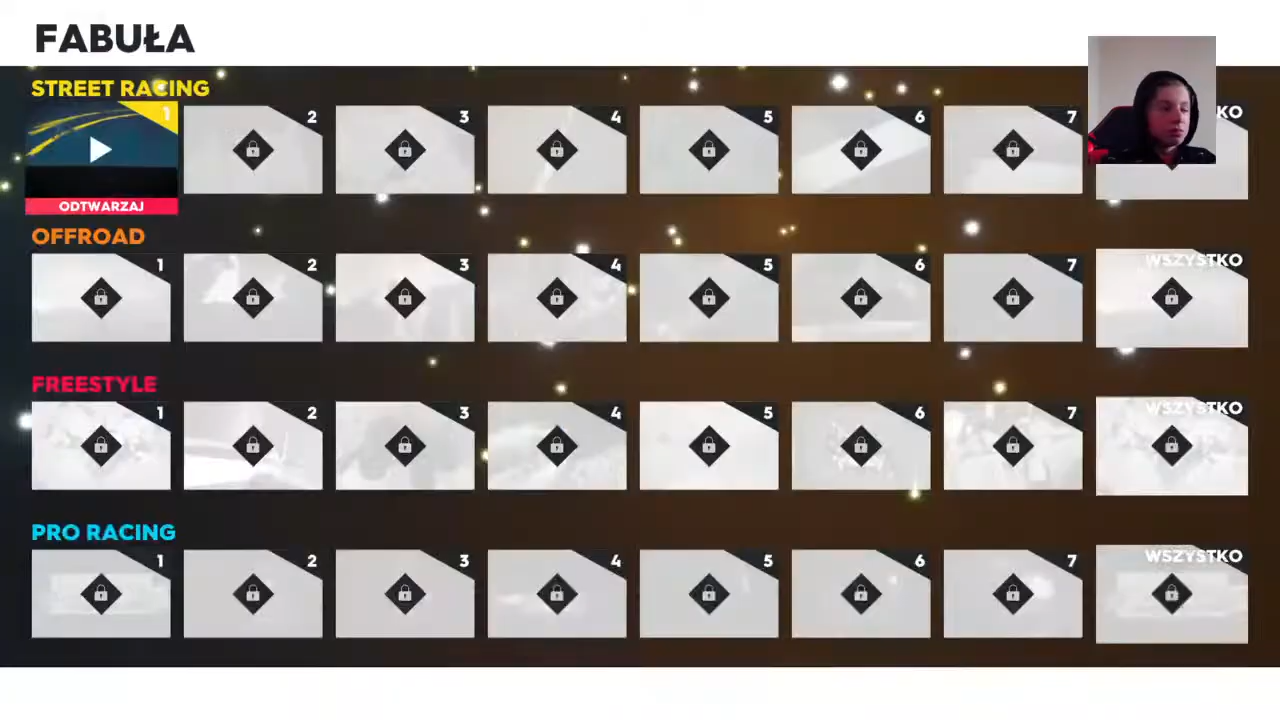 FABUŁA
STREET RACING
1 2 3 4 5 6 7 KO
ODTWARZAJ
OFFROAD
1 2 3 4 5 6 7 WSZYSTKO
FREESTYLE
1 2 3 4 5 6 7 WSZYSTKO
PRO RACING
1 2 3 4 5 6 7 WSZYSTKO